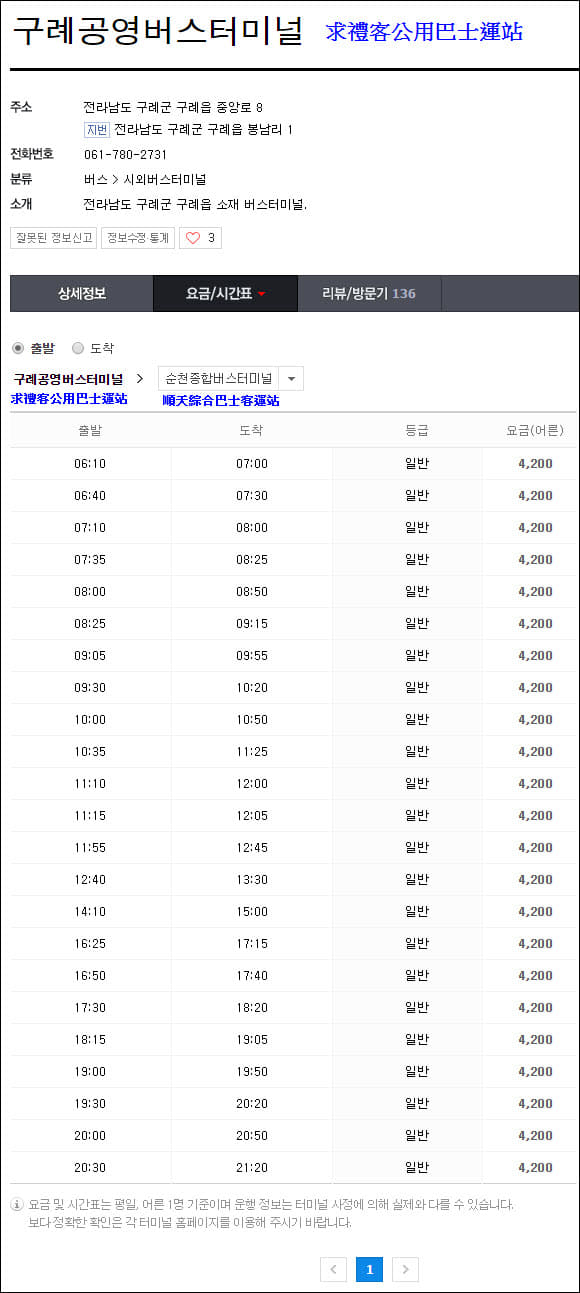 구례공영버스터미널 求禮客公用巴士運站
주소 전라남도 구례군 구례읍 중앙로 8
지번 전라남도 구례군 구례읍 봉남리 1
전화번호 061-780-2731
분류 버스 > 시외버스터미널
소개 전라남도 구례군 구례읍 소재 버스터미널.
잘못된 정보신고 정보수정·통계 3
상세정보 요금/시간표 리뷰/방문기 136
출발 도착
구례공영버스터미널 > 순천종합버스터미널
求禮客公用巴士運站 順天綜合巴士客運站
출발 도착 등급 요금(어른)
06:10 07:00 일반 4,200
06:40 07:30 일반 4,200
07:10 08:00 일반 4,200
07:35 08:25 일반 4,200
08:00 08:50 일반 4,200
08:25 09:15 일반 4,200
09:05 09:55 일반 4,200
09:30 10:20 일반 4,200
10:00 10:50 일반 4,200
10:35 11:25 일반 4,200
11:10 12:00 일반 4,200
11:15 12:05 일반 4,200
11:55 12:45 일반 4,200
12:40 13:30 일반 4,200
14:10 15:00 일반 4,200
16:25 17:15 일반 4,200
16:50 17:40 일반 4,200
17:30 18:20 일반 4,200
18:15 19:05 일반 4,200
19:00 19:50 일반 4,200
19:30 20:20 일반 4,200
20:00 20:50 일반 4,200
20:30 21:20 일반 4,200
요금 및 시간표는 평일, 어른 1명 기준이며 운행 정보는 터미널 사정에 의해 실제와 다를 수 있습니다.
보다 정확한 확인은 각 터미널 홈페이지를 이용해 주시기 바랍니다.
< 1 >